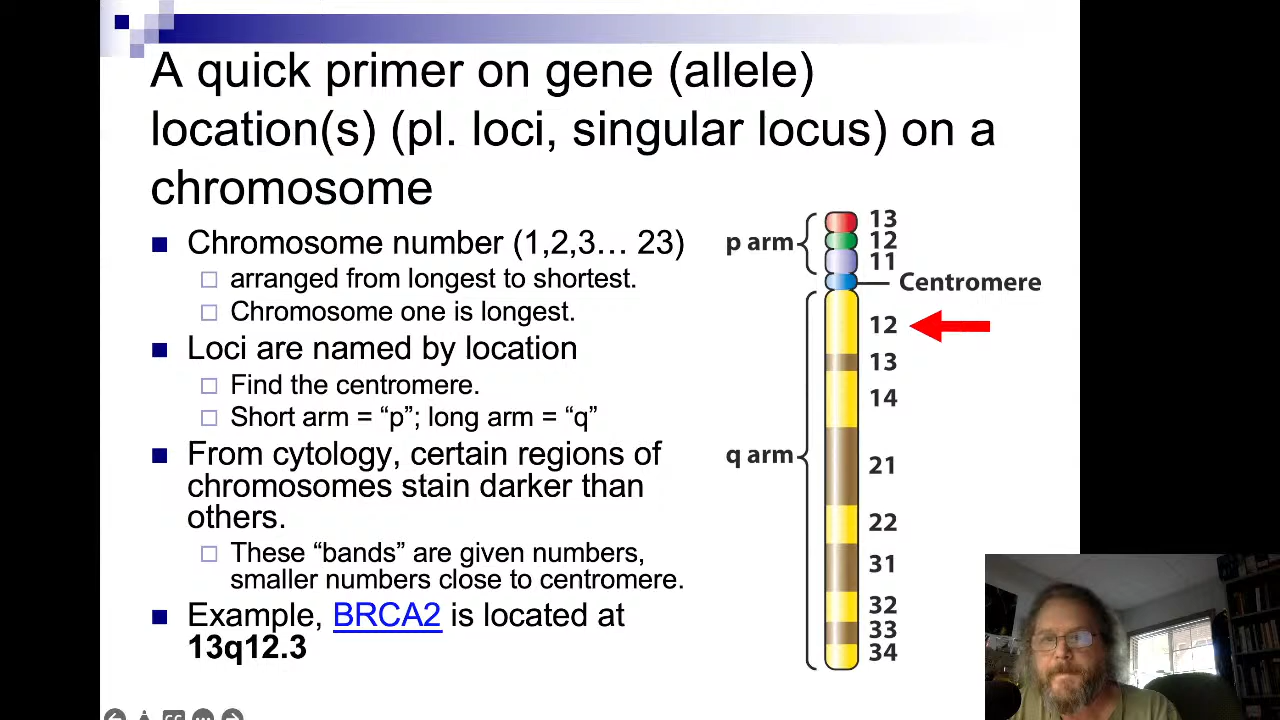 A quick primer on gene (allele)
location(s) (pl. loci, singular locus) on a
chromosome
Chromosome number (1,2,3… 23)
arranged from longest to shortest.
Chromosome one is longest.
Loci are named by location
Find the centromere.
Short arm = “p”; long arm = “q”
From cytology, certain regions of
chromosomes stain darker than
others.
These “bands” are given numbers,
smaller numbers close to centromere.
Example, BRCA2 is located at
13q12.3
p arm
13
12
11
Centromere
q arm
12
13
14
21
22
31
32
33
34